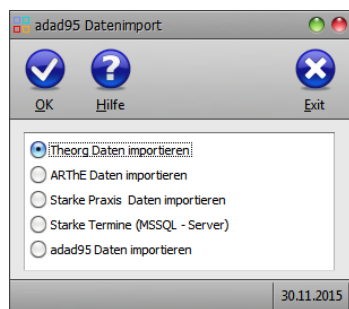 adad95 Datenimport
OK Hilfe Exit
Theorg Daten importieren
ARThE Daten importieren
Starke Praxis Daten importieren
Starke Termine (MSSQL - Server)
adad95 Daten importieren
30.11.2015